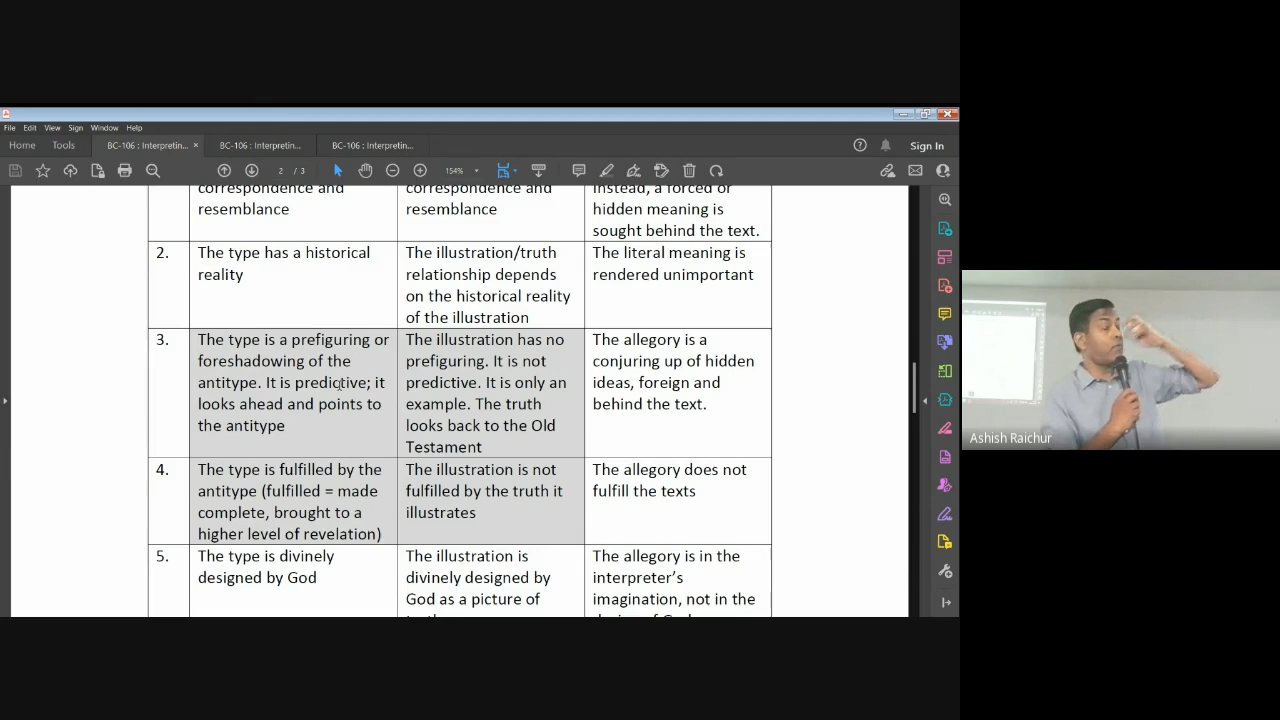 File Edit View Sign Window Help
Home Tools BC-106 : Interpretin... × BC-106 : Interpretin... BC-106 : Interpretin... Sign In
2 / 3 154%
correspondence and
resemblance
correspondence and
resemblance
Instead, a forced or
hidden meaning is
sought behind the text.
2.
The type has a historical
reality
The illustration/truth
relationship depends
on the historical reality
of the illustration
The literal meaning is
rendered unimportant
3.
The type is a prefiguring or
foreshadowing of the
antitype. It is predictive; it
looks ahead and points to
the antitype
The illustration has no
prefiguring. It is not
predictive. It is only an
example. The truth
looks back to the Old
Testament
The allegory is a
conjuring up of hidden
ideas, foreign and
behind the text.
4.
The type is fulfilled by the
antitype (fulfilled = made
complete, brought to a
higher level of revelation)
The illustration is not
fulfilled by the truth it
illustrates
The allegory does not
fulfill the texts
5.
The type is divinely
designed by God
The illustration is
divinely designed by
God as a picture of
The allegory is in the
interpreter's
imagination, not in the
Ashish Raichur